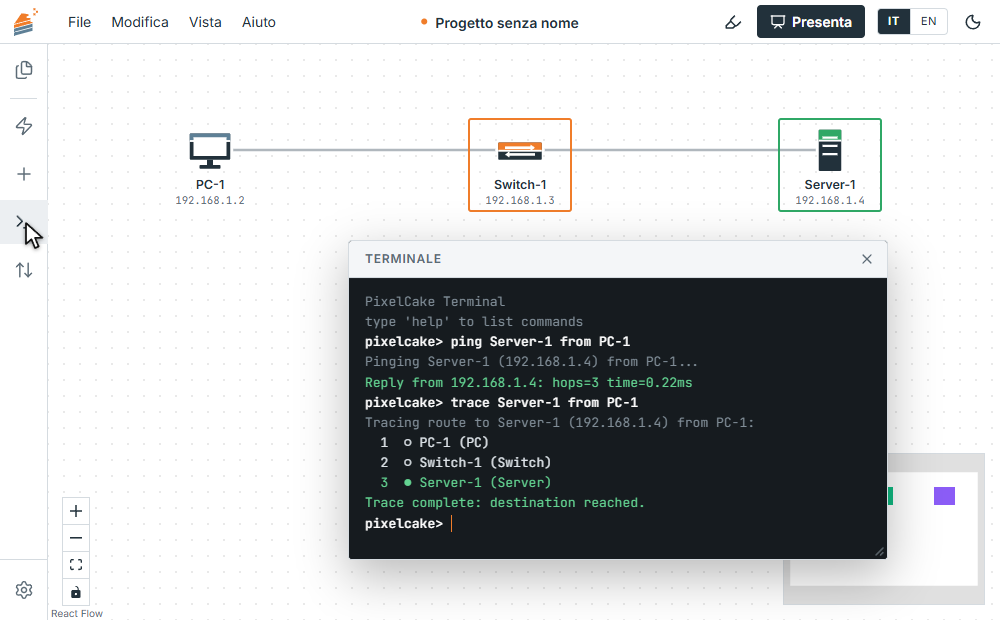 File Modifica Vista Aiuto
Progetto senza nome
Presenta
IT EN
PC-1
192.168.1.2
Switch-1
192.168.1.3
Server-1
192.168.1.4
TERMINALE
PixelCake Terminal
type 'help' to list commands
pixelcake> ping Server-1 from PC-1
Pinging Server-1 (192.168.1.4) from PC-1...
Reply from 192.168.1.4: hops=3 time=0.22ms
pixelcake> trace Server-1 from PC-1
Tracing route to Server-1 (192.168.1.4) from PC-1:
1 ○ PC-1 (PC)
2 ○ Switch-1 (Switch)
3 ● Server-1 (Server)
Trace complete: destination reached.
pixelcake>
React Flow